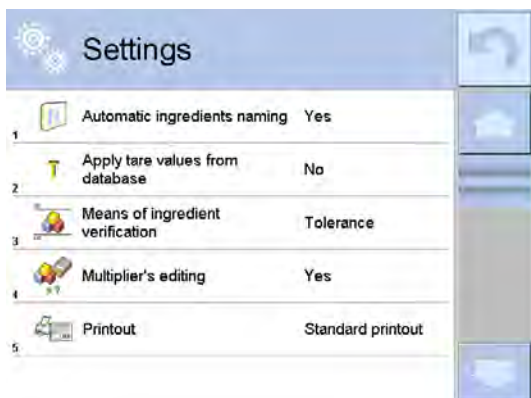 Settings
1 Automatic ingredients naming Yes
Apply tare values from
2 database No
Means of ingredient
3 verification Tolerance
4 Multiplier's editing Yes
5 Printout Standard printout